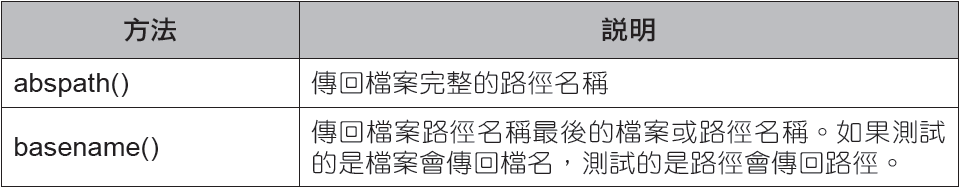 方法 説明
abspath() 傳回檔案完整的路徑名稱
basename() 傳回檔案路徑名稱最後的檔案或路徑名稱。如果測試
的是檔案會傳回檔名，測試的是路徑會傳回路徑。